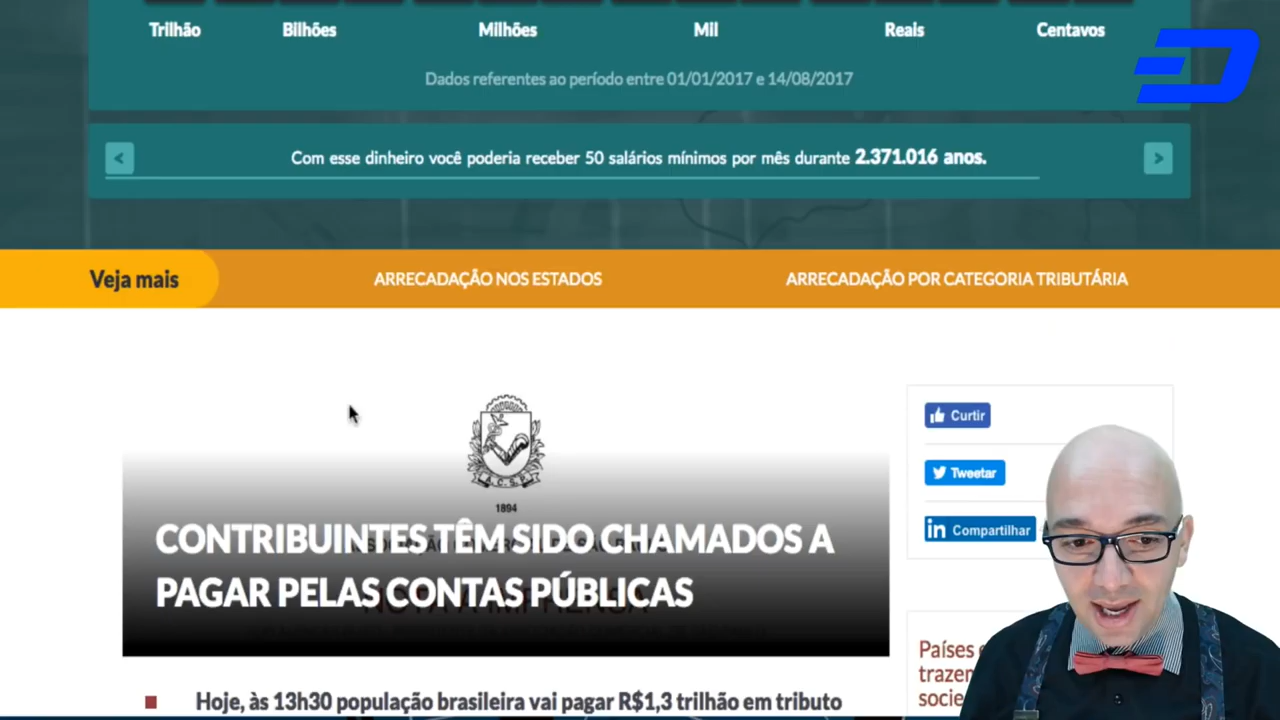 Trilhão Bilhões Milhões Mil Reais Centavos
Dados referentes ao período entre 01/01/2017 e 14/08/2017
< Com esse dinheiro você poderia receber 50 salários mínimos por mês durante 2.371.016 anos. >
Veja mais ARRECADAÇÃO NOS ESTADOS ARRECADAÇÃO POR CATEGORIA TRIBUTÁRIA
Curtir
A.C.S.P.
Tweetar
1894
Compartilhar
CONTRIBUINTES TÊM SIDO CHAMADOS A
PAGAR PELAS CONTAS PÚBLICAS
Países
trazem
socie
Hoje, às 13h30 população brasileira vai pagar R$1,3 trilhão em tributo